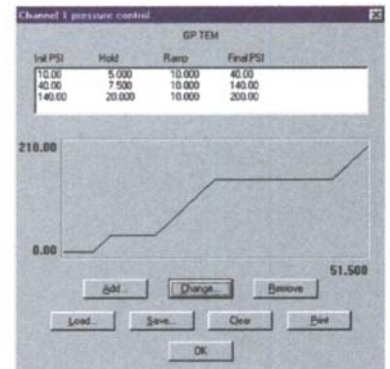 Channel 1 pressure control
GP TEM
Init PSI Hold Ramp Final PSI
10.00 5.000 10.000 40.00
40.00 7.500 10.000 140.00
140.00 20.000 10.000 200.00
210.00
0.00
51.500
Add... Change... Remove
Load... Save... Clear Print
OK